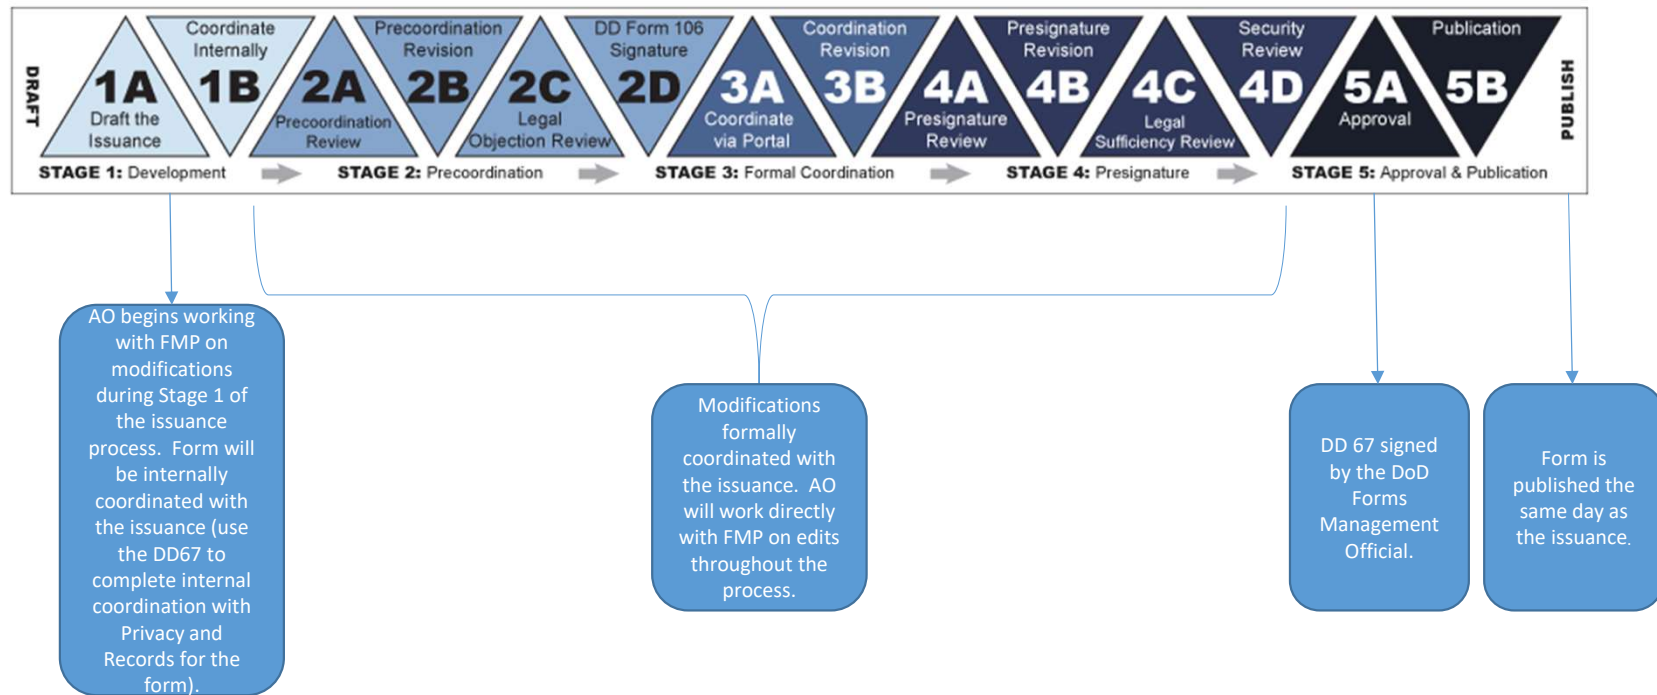 DRAFT
1A
Draft the
Issuance
Coordinate
Internally
1B
2A
Precoordination
Review
Precoordination
Revision
2B
2C
Legal
Objection Review
DD Form 106
Signature
2D
3A
Coordinate
via Portal
Coordination
Revision
3B
4A
Presignature
Review
Presignature
Revision
4B
4C
Legal
Sufficiency Review
Security
Review
4D
5A
Approval
Publication
5B
PUBLISH
STAGE 1: Development
STAGE 2: Precoordination
STAGE 3: Formal Coordination
STAGE 4: Presignature
STAGE 5: Approval & Publication
AO begins working
with FMP on
modifications
during Stage 1 of
the issuance
process.  Form will
be internally
coordinated with
the issuance (use
the DD67 to
complete internal
coordination with
Privacy and
Records for the
form).
Modifications
formally
coordinated with
the issuance.  AO
will work directly
with FMP on edits
throughout the
process.
DD 67 signed
by the DoD
Forms
Management
Official.
Form is
published the
same day as
the issuance.